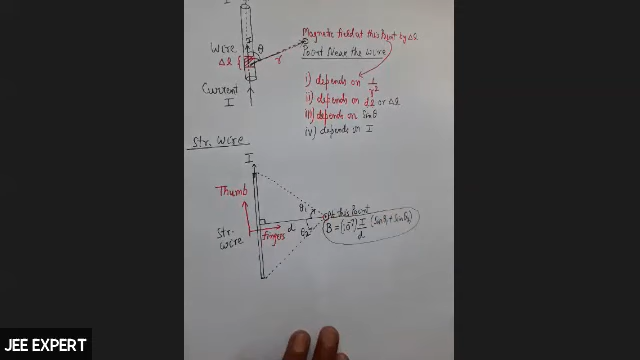 I
Magnetic field at this Point by Δl
Point Near the wire
Wire
Δl
θ
r
Current
I
i) depends on 1/r²
ii) depends on dl or Δl
iii) depends on sinθ
iv) depends on I
Str. wire
I
Thumb
Str. wire
fingers
d
θ1
θ2
At this Point
B = (10⁻⁷) I/d (Sinθ1 + Sinθ2)
JEE EXPERT